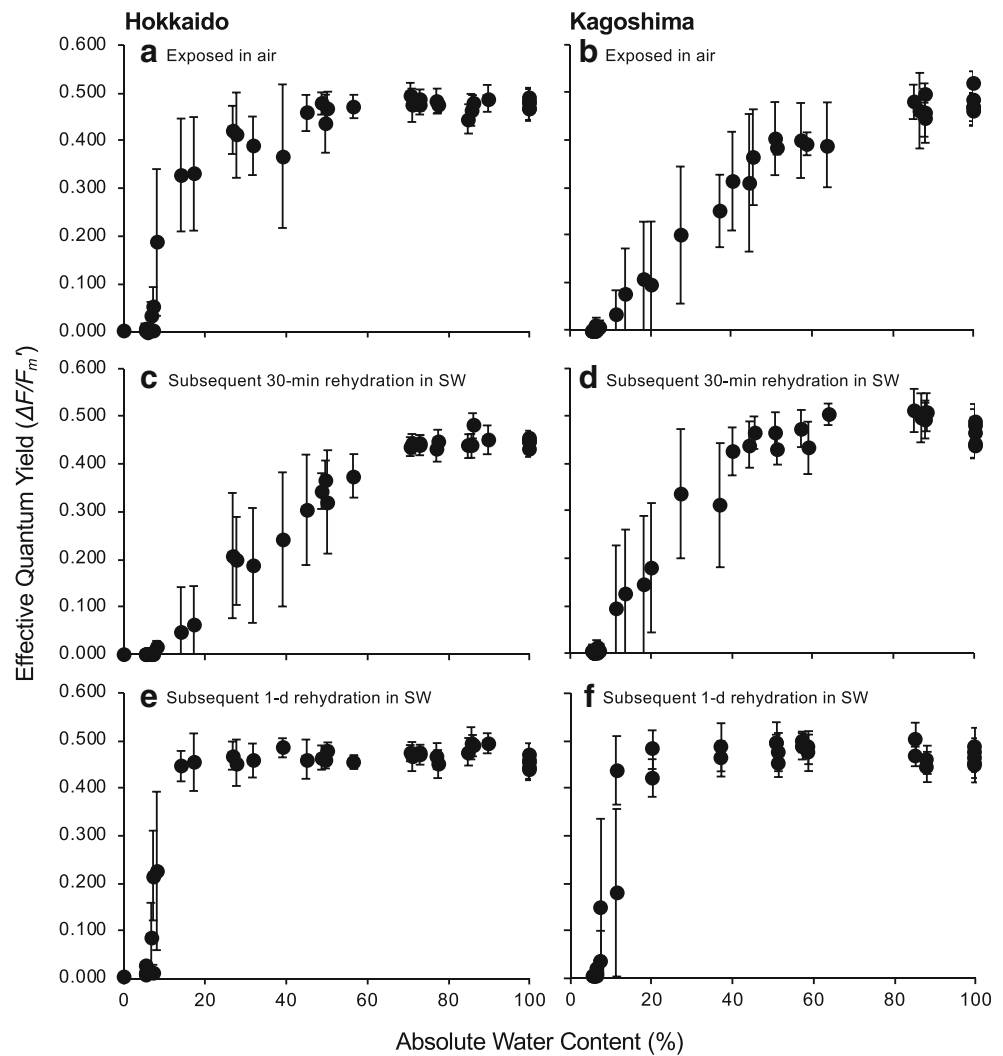 Hokkaido
Kagoshima
a Exposed in air
b Exposed in air
0.600
0.500
0.400
0.300
0.200
0.100
0.000
c Subsequent 30-min rehydration in SW
d Subsequent 30-min rehydration in SW
0.600
0.500
0.400
0.300
0.200
0.100
0.000
e Subsequent 1-d rehydration in SW
f Subsequent 1-d rehydration in SW
0.600
0.500
0.400
0.300
0.200
0.100
0.000
0 20 40 60 80 100
0 20 40 60 80 100
Effective Quantum Yield (ΔF/Fm')
Absolute Water Content (%)